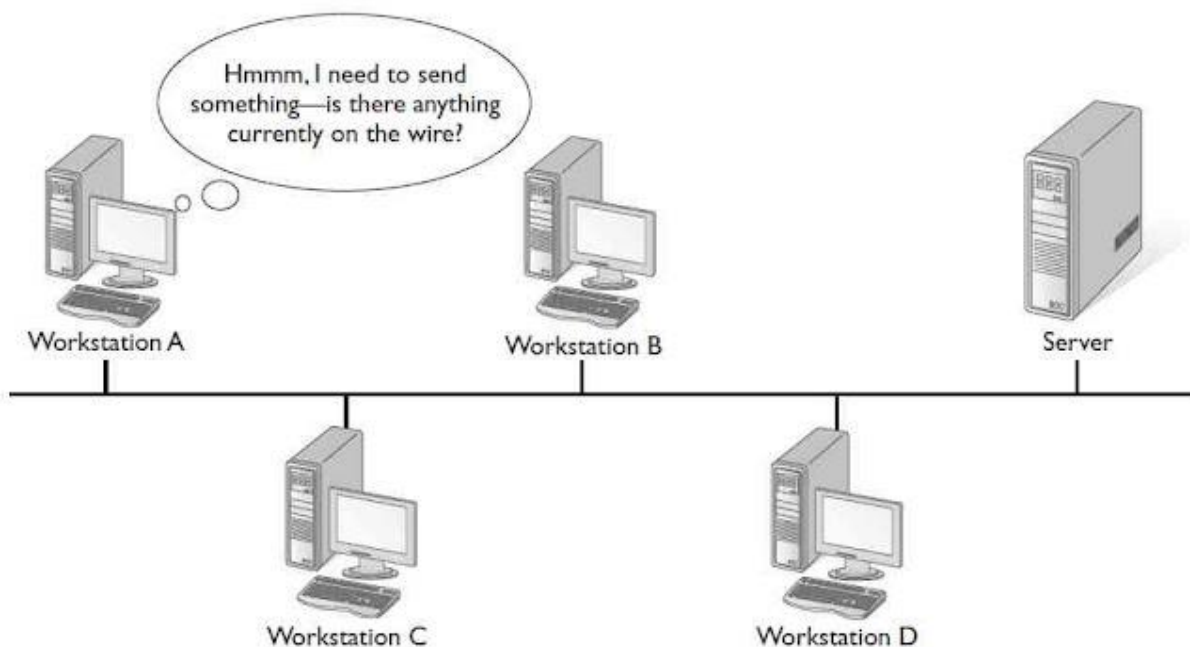 Hmmm, I need to send
something—is there anything
currently on the wire?
Workstation A
Workstation B
Server
Workstation C
Workstation D